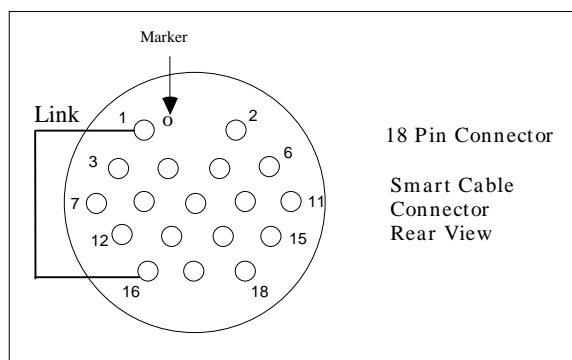 Marker
o
Link
1
2
18 Pin Connector
3
6
Smart Cable
7
11
Connector
12
15
Rear View
16
18